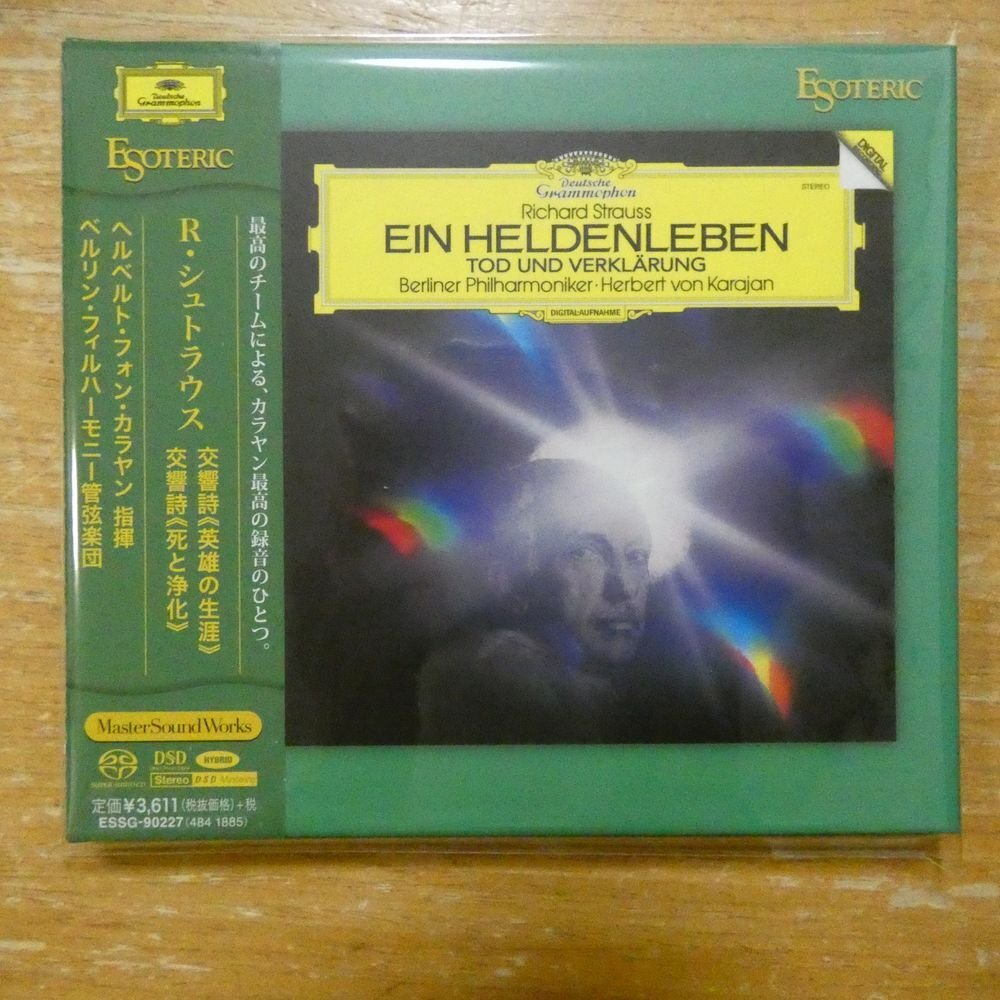 Deutsche
Grammophon
ESOTERIC
最高のチームによる、カラヤン最高の録音のひとつ。
R・シュトラウス
交響詩《英雄の生涯》
交響詩《死と浄化》
ヘルベルト・フォン・カラヤン 指揮
ベルリン・フィルハーモニー管弦楽団
MasterSoundWorks
SUPER AUDIO CD
DSD
HYBRID
Stereo
DSD Mastering
定価¥3,611(税抜価格)+税
ESSG-90227(484 1885)
ESOTERIC
DIGITAL
STEREO
Deutsche
Grammophon
Richard Strauss
EIN HELDENLEBEN
TOD UND VERKLÄRUNG
Berliner Philharmoniker·Herbert von Karajan
DIGITAL-AUFNAHME